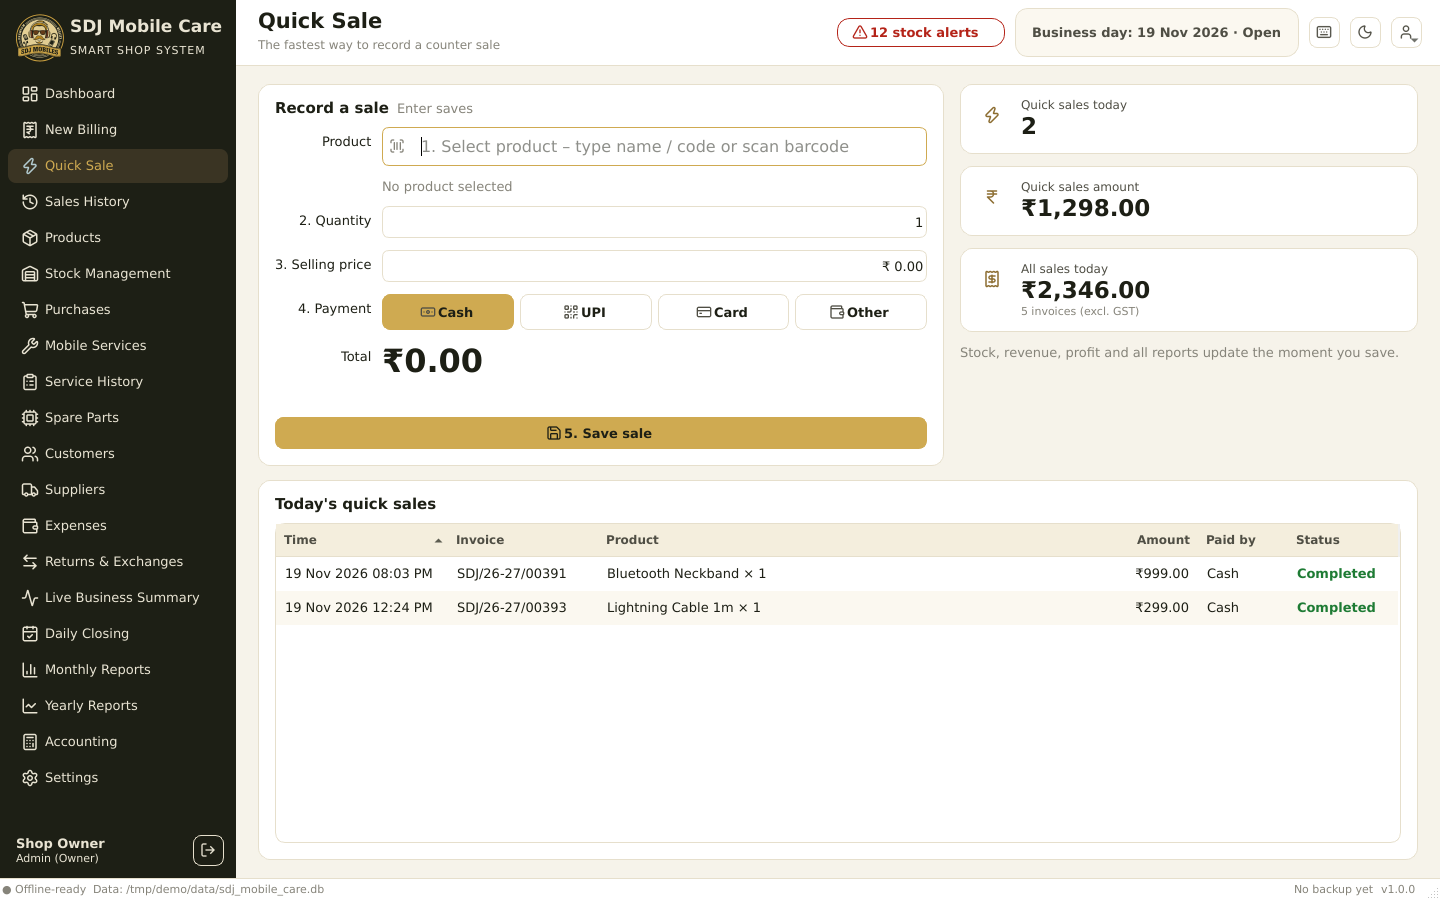 SDJ MOBILES
SDJ Mobile Care
SMART SHOP SYSTEM
Dashboard
New Billing
Quick Sale
Sales History
Products
Stock Management
Purchases
Mobile Services
Service History
Spare Parts
Customers
Suppliers
Expenses
Returns & Exchanges
Live Business Summary
Daily Closing
Monthly Reports
Yearly Reports
Accounting
Settings
Shop Owner
Admin (Owner)
Quick Sale
The fastest way to record a counter sale
12 stock alerts
Business day: 19 Nov 2026 · Open
Record a sale Enter saves
Product 1. Select product – type name / code or scan barcode
No product selected
2. Quantity 1
3. Selling price ₹ 0.00
4. Payment Cash UPI Card Other
Total ₹0.00
5. Save sale
Quick sales today
2
Quick sales amount
₹1,298.00
All sales today
₹2,346.00
5 invoices (excl. GST)
Stock, revenue, profit and all reports update the moment you save.
Today's quick sales
Time Invoice Product Amount Paid by Status
19 Nov 2026 08:03 PM SDJ/26-27/00391 Bluetooth Neckband × 1 ₹999.00 Cash Completed
19 Nov 2026 12:24 PM SDJ/26-27/00393 Lightning Cable 1m × 1 ₹299.00 Cash Completed
Offline-ready Data: /tmp/demo/data/sdj_mobile_care.db
No backup yet v1.0.0